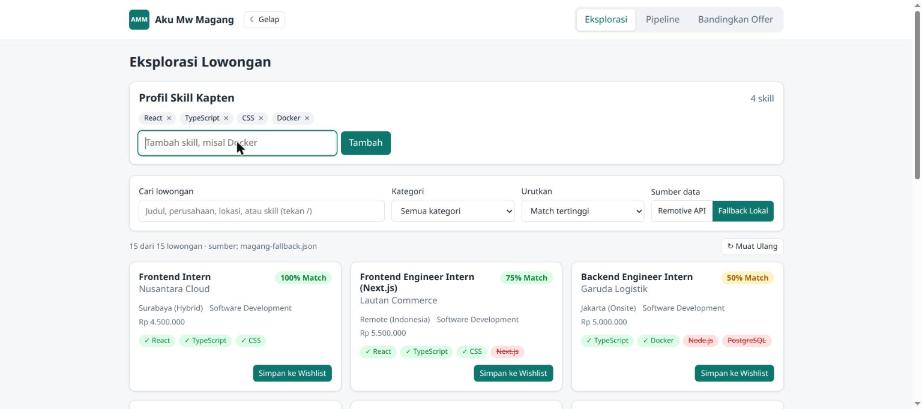 AMM Aku Mw Magang ☾ Gelap Eksplorasi Pipeline Bandingkan Offer
Eksplorasi Lowongan
Profil Skill Kapten 4 skill
React × TypeScript × CSS × Docker ×
Tambah skill, misal Docker Tambah
Cari lowongan Kategori Urutkan Sumber data
Judul, perusahaan, lokasi, atau skill (tekan /) Semua kategori Match tertinggi Remotive API Fallback Lokal
15 dari 15 lowongan · sumber: magang-fallback.json ↻ Muat Ulang
Frontend Intern 100% Match
Nusantara Cloud
Surabaya (Hybrid) Software Development
Rp 4.500.000
✓ React ✓ TypeScript ✓ CSS
Simpan ke Wishlist
Frontend Engineer Intern 75% Match
(Next.js)
Lautan Commerce
Remote (Indonesia) Software Development
Rp 5.500.000
✓ React ✓ TypeScript ✓ CSS Next.js
Simpan ke Wishlist
Backend Engineer Intern 50% Match
Garuda Logistik
Jakarta (Onsite) Software Development
Rp 5.000.000
✓ TypeScript ✓ Docker Node.js PostgreSQL
Simpan ke Wishlist